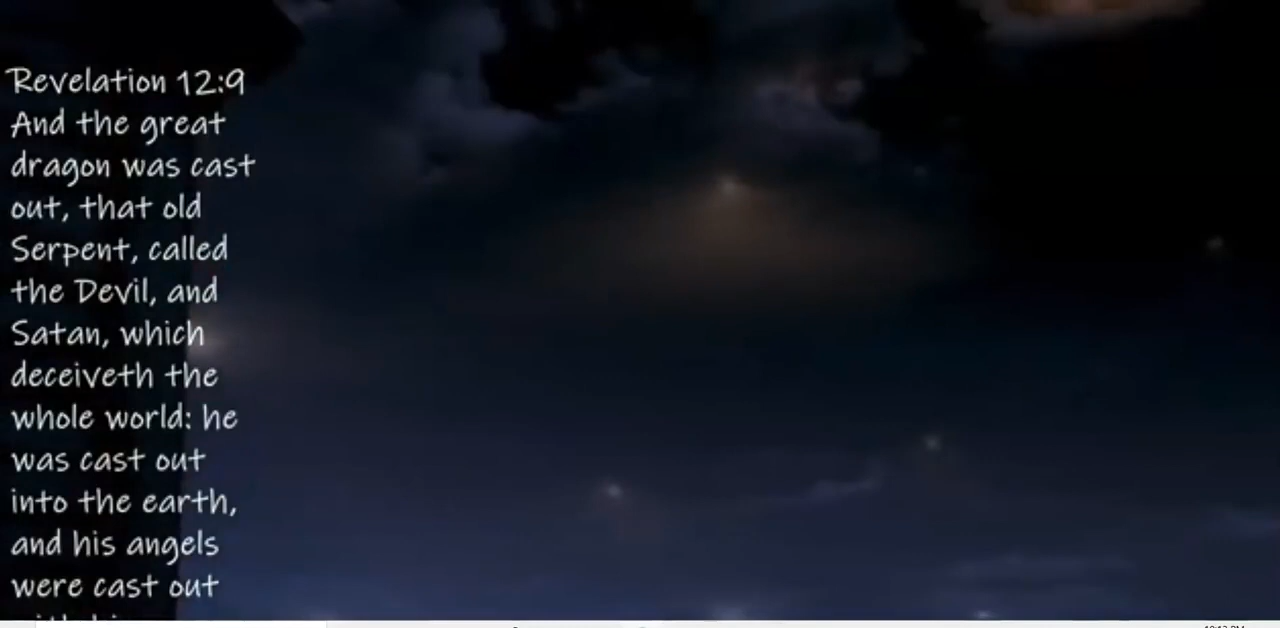 Revelation 12:9
And the great
dragon was cast
out, that old
Serpent, called
the Devil, and
Satan, which
deceiveth the
whole world: he
was cast out
into the earth,
and his angels
were cast out